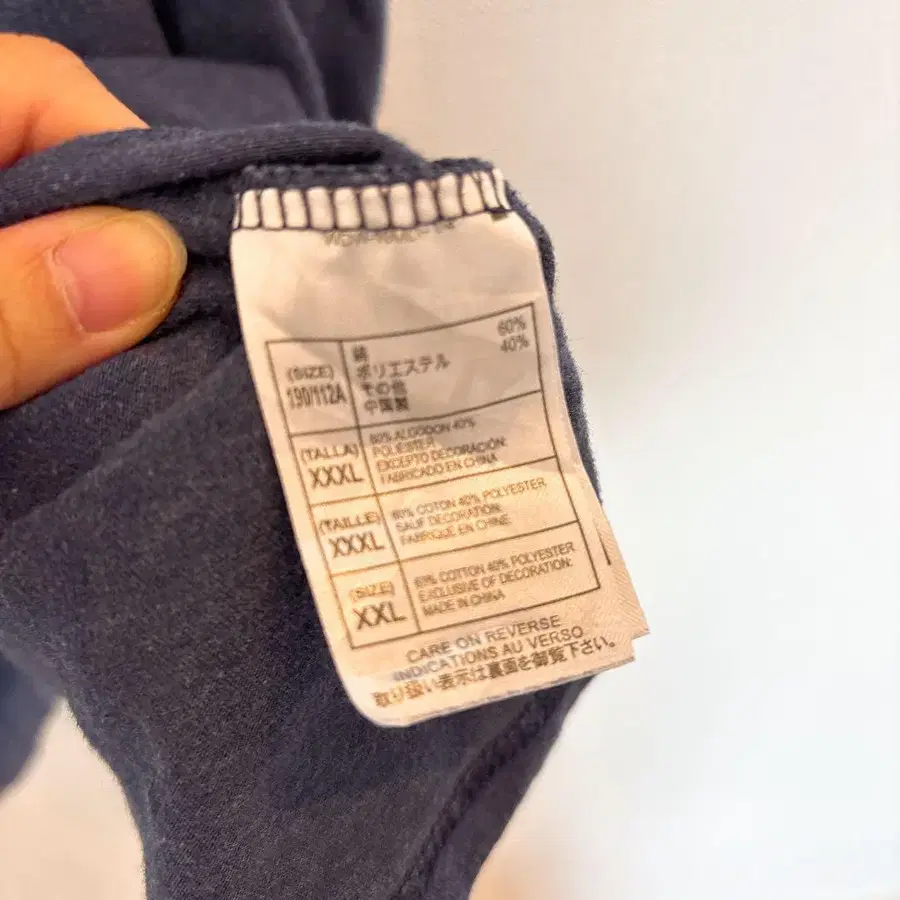 (SIZE)
190/112A
綿 60%
ポリエステル 40%
その他
中国製
(TALLA)
XXXL
60% ALGODON 40%
POLIESTER
EXCEPTO DECORACIÓN:
FABRICADO EN CHINA
(TAILLE)
XXXL
60% COTON 40% POLYESTER
SAUF DECORATION:
FABRIQUE EN CHINE
(SIZE)
XXL
60% COTTON 40% POLYESTER
EXCLUSIVE OF DECORATION:
MADE IN CHINA
CARE ON REVERSE
INDICATIONS AU VERSO
取り扱い表示は裏面を御覧下さい。